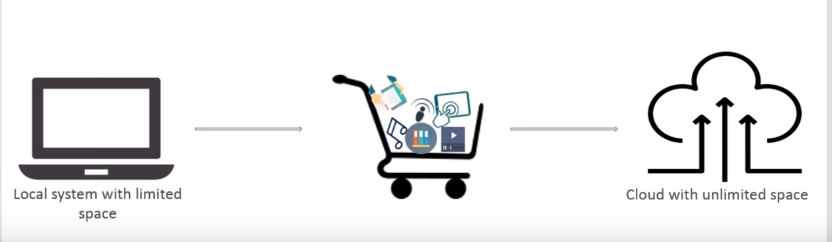 Local system with limited
space
Cloud with unlimited space